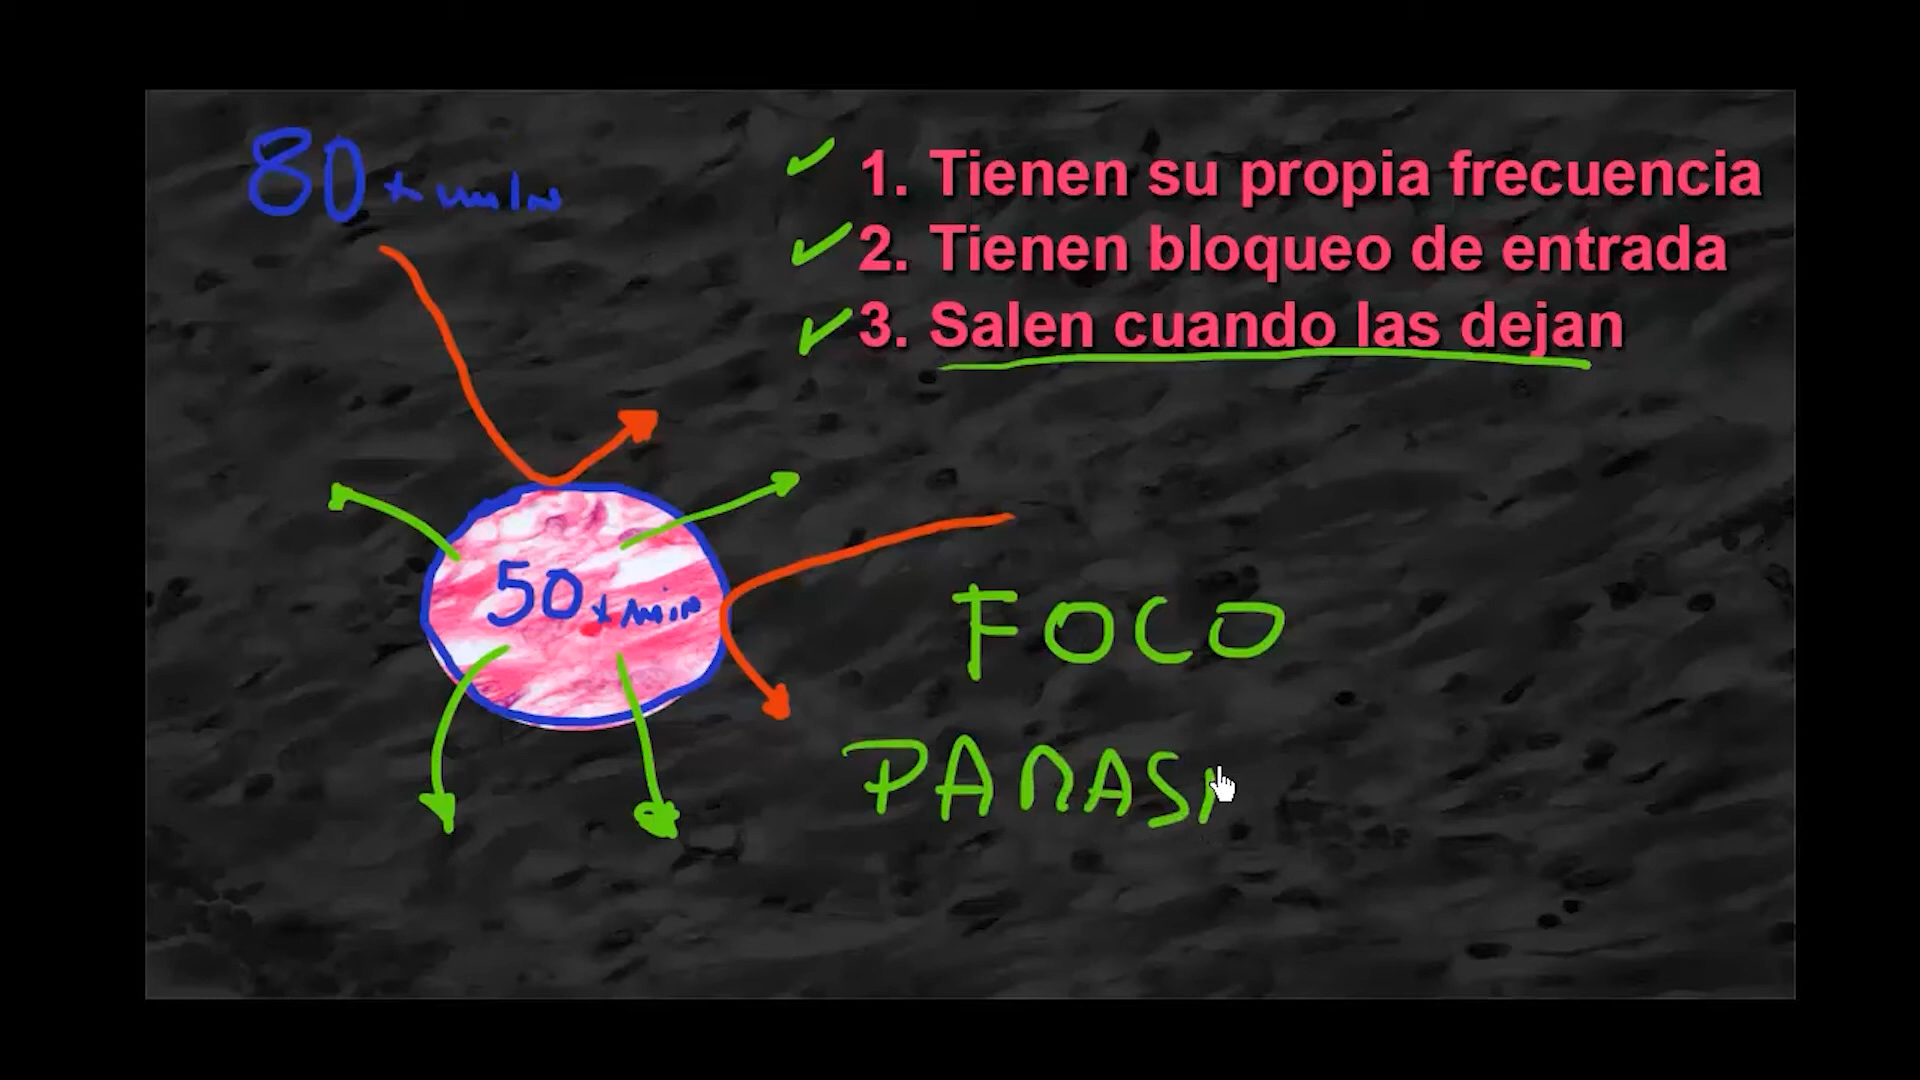 80 x min
1. Tienen su propia frecuencia
2. Tienen bloqueo de entrada
3. Salen cuando las dejan
50 x min
FOCO
PARASI